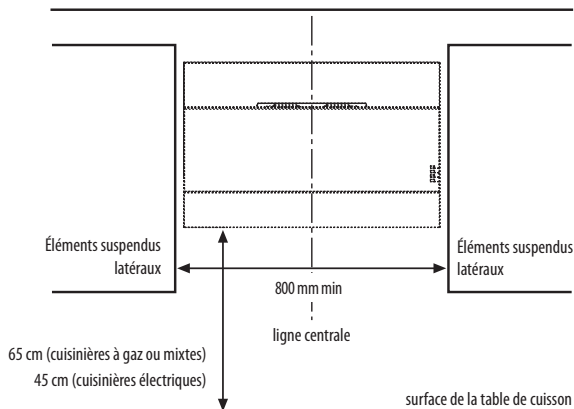 Éléments suspendus
latéraux
Éléments suspendus
latéraux
800 mm min
ligne centrale
65 cm (cuisinières à gaz ou mixtes)
45 cm (cuisinières électriques)
surface de la table de cuisson